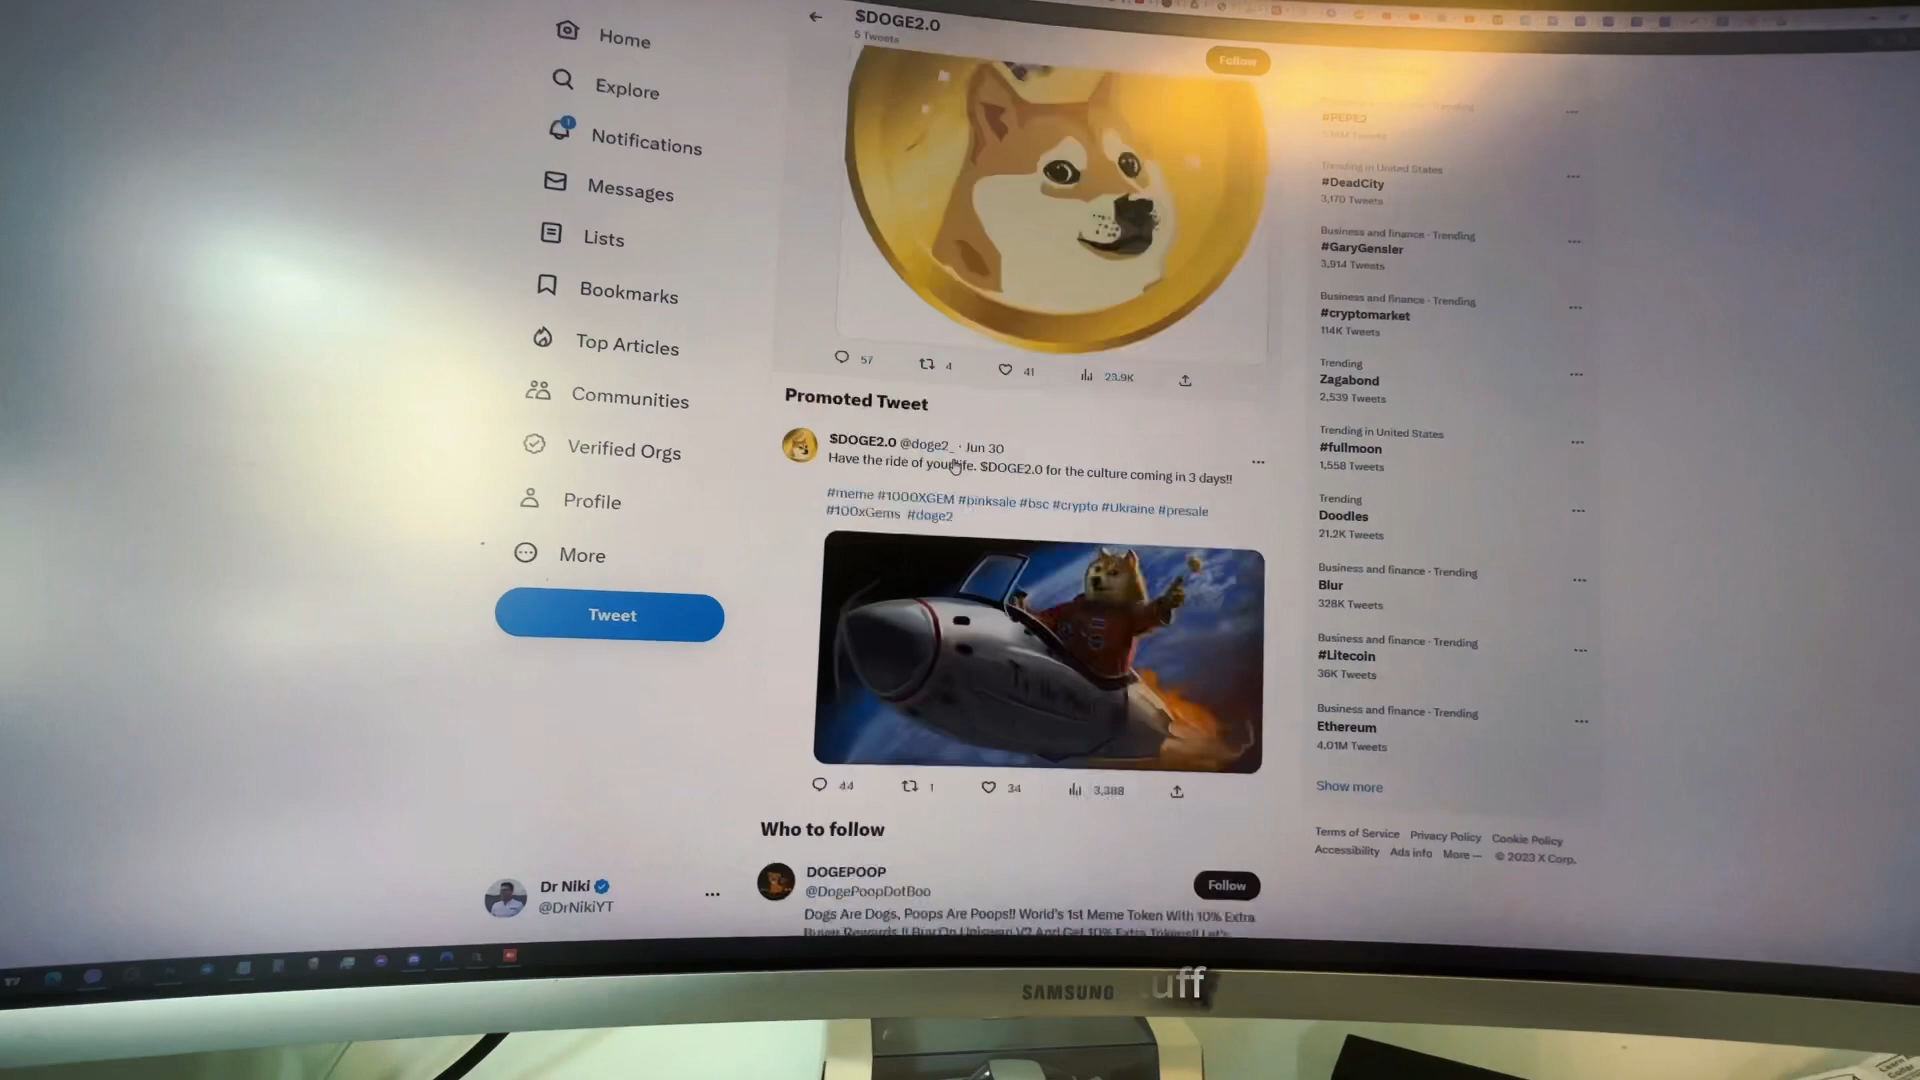 Home
Explore
1
Notifications
Messages
Lists
Bookmarks
Top Articles
Communities
Verified Orgs
Profile
More
Tweet
Dr Niki
@DrNikiYT
$DOGE2.0
5 Tweets
Follow
57 4 41 23.9K
Promoted Tweet
$DOGE2.0 @doge2_ · Jun 30
Have the ride of your life. $DOGE2.0 for the culture coming in 3 days!!
#meme #1000XGEM #pinksale #bsc #crypto #Ukraine #presale
#100xGems #doge2
44 1 34 3,388
Who to follow
DOGEPOOP
@DogePoopDotBoo
Follow
Dogs Are Dogs, Poops Are Poops!! World's 1st Meme Token With 10% Extra
#PEPE2
Trending in United States
#DeadCity
3,170 Tweets
Business and finance · Trending
#GaryGensler
3,914 Tweets
Business and finance · Trending
#cryptomarket
114K Tweets
Trending
Zagabond
2,539 Tweets
Trending in United States
#fullmoon
1,558 Tweets
Trending
Doodles
21.2K Tweets
Business and finance · Trending
Blur
328K Tweets
Business and finance · Trending
#Litecoin
36K Tweets
Business and finance · Trending
Ethereum
4.01M Tweets
Show more
Terms of Service Privacy Policy Cookie Policy
Accessibility Ads info More — © 2023 X Corp.
SAMSUNG
uff